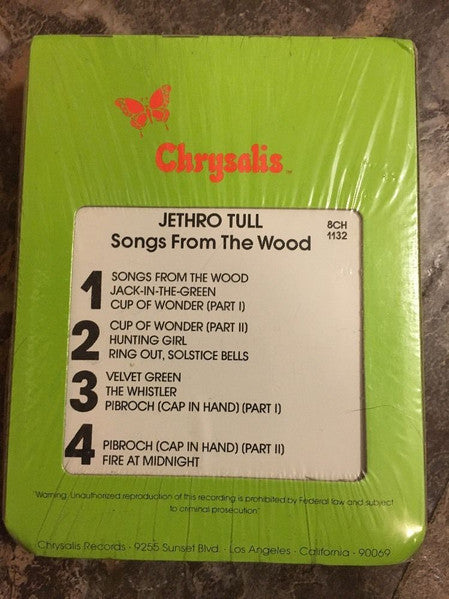 Chrysalis™
JETHRO TULL
Songs From The Wood
8CH
1132
1
SONGS FROM THE WOOD
JACK-IN-THE-GREEN
CUP OF WONDER (PART I)
2
CUP OF WONDER (PART II)
HUNTING GIRL
RING OUT, SOLSTICE BELLS
3
VELVET GREEN
THE WHISTLER
PIBROCH (CAP IN HAND) (PART I)
4
PIBROCH (CAP IN HAND) (PART II)
FIRE AT MIDNIGHT
"Warning. Unauthorized reproduction of this recording is prohibited by Federal law and subject
to criminal prosecution"
Chrysalis Records · 9255 Sunset Blvd. · Los Angeles · California · 90069